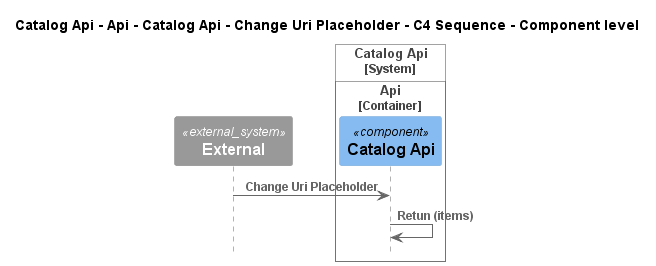 Catalog Api - Api - Catalog Api - Change Uri Placeholder - C4 Sequence - Component level
Catalog Api
[System]
Api
[Container]
«external_system»
External
«component»
Catalog Api
Change Uri Placeholder
Retun (items)